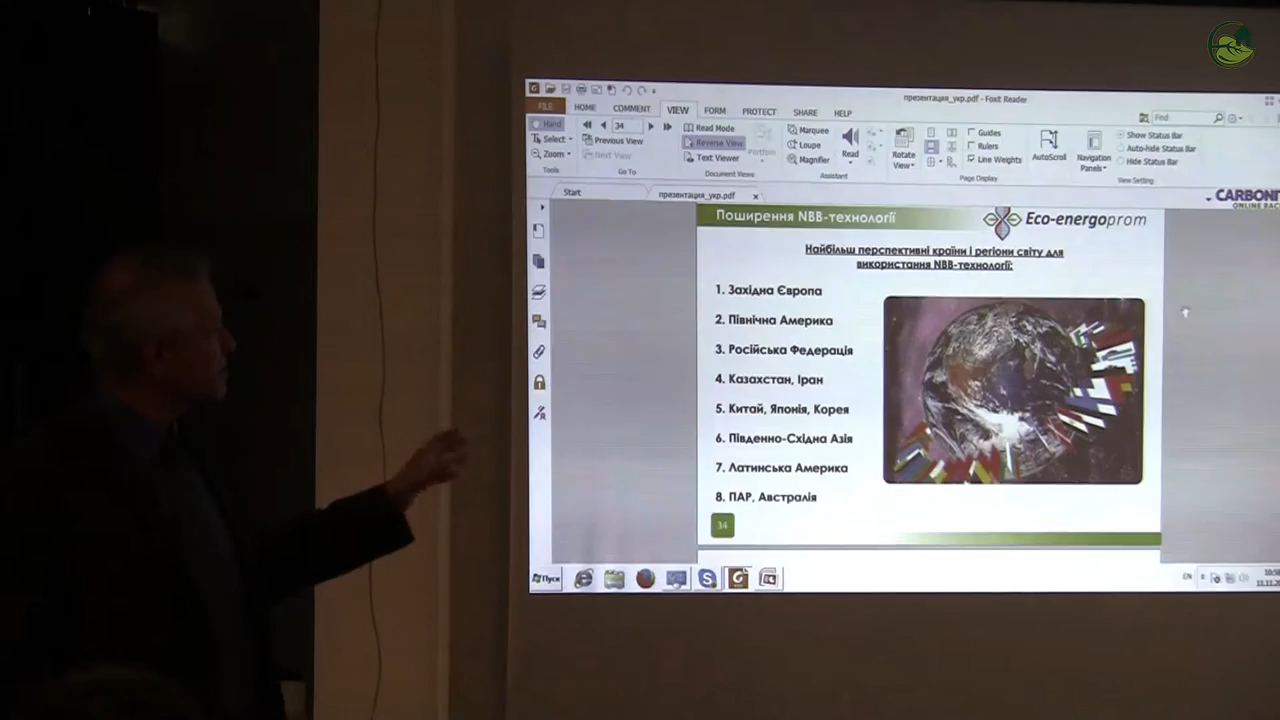 презентация_укр.pdf - Foxit Reader
FILE HOME COMMENT VIEW FORM PROTECT SHARE HELP
Find
Hand
Select
Zoom
Tools
34
Previous View
Next View
Go To
Read Mode
Reverse View
Text Viewer
Document Views
Marquee
Loupe
Magnifier
Read
Assistant
Rotate
View
Guides
Rulers
Line Weights
Page Display
AutoScroll
Navigation
Panels
Show Status Bar
Auto-hide Status Bar
Hide Status Bar
View Setting
Start
презентация_укр.pdf
Поширення NBB-технології
Eco-energoprom
Найбільш перспективні країни і регіони світу для
використання NBB-технології:
1. Західна Європа
2. Північна Америка
3. Російська Федерація
4. Казахстан, Іран
5. Китай, Японія, Корея
6. Південно-Східна Азія
7. Латинська Америка
8. ПАР, Австралія
34
Пуск
EN